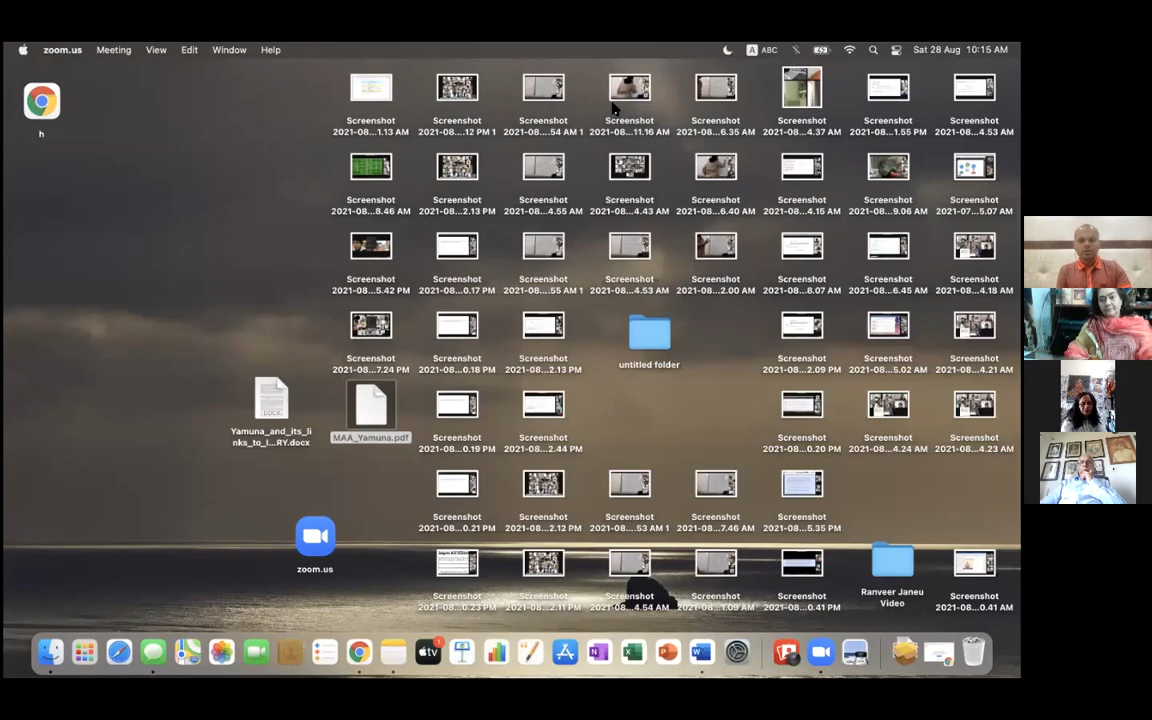 zoom.us Meeting View Edit Window Help A ABC Sat 28 Aug 10:15 AM
h
Screenshot Screenshot Screenshot Screenshot Screenshot Screenshot Screenshot Screenshot
2021-08...1.13 AM 2021-08....12 PM 1 2021-08....54 AM 1 2021-08...11.16 AM 2021-08...6.35 AM 2021-08...4.37 AM 2021-08...1.55 PM 2021-08...4.53 AM
Screenshot Screenshot Screenshot Screenshot Screenshot Screenshot Screenshot Screenshot
2021-08...8.46 AM 2021-08...2.13 PM 2021-08...4.55 AM 2021-08...4.43 AM 2021-08...6.40 AM 2021-08...4.15 AM 2021-08...9.06 AM 2021-07...5.07 AM
Screenshot Screenshot Screenshot Screenshot Screenshot Screenshot Screenshot Screenshot
2021-08...5.42 PM 2021-08...0.17 PM 2021-08....55 AM 1 2021-08...4.53 AM 2021-08...2.00 AM 2021-08...8.07 AM 2021-08...6.45 AM 2021-08...4.18 AM
Screenshot Screenshot Screenshot untitled folder Screenshot Screenshot Screenshot
2021-08...7.24 PM 2021-08...0.18 PM 2021-08...2.13 PM 2021-08...2.09 PM 2021-08...5.02 AM 2021-08...4.21 AM
DOCX
Yamuna_and_its_li MAA_Yamuna.pdf Screenshot Screenshot Screenshot Screenshot Screenshot
nks_to_I...RY.docx 2021-08...0.19 PM 2021-08...2.44 PM 2021-08...0.20 PM 2021-08...4.24 AM 2021-08...4.23 AM
Screenshot Screenshot Screenshot Screenshot Screenshot
2021-08...0.21 PM 2021-08...2.12 PM 2021-08....53 AM 1 2021-08...7.46 AM 2021-08...5.35 PM
zoom.us
Screenshot Screenshot Screenshot Screenshot Screenshot Ranveer Janeu Screenshot
2021-08...0.23 PM 2021-08...2.11 PM 2021-08...4.54 AM 2021-08...1.09 AM 2021-08...0.41 PM Video 2021-08...0.41 AM
1
tv N X P W